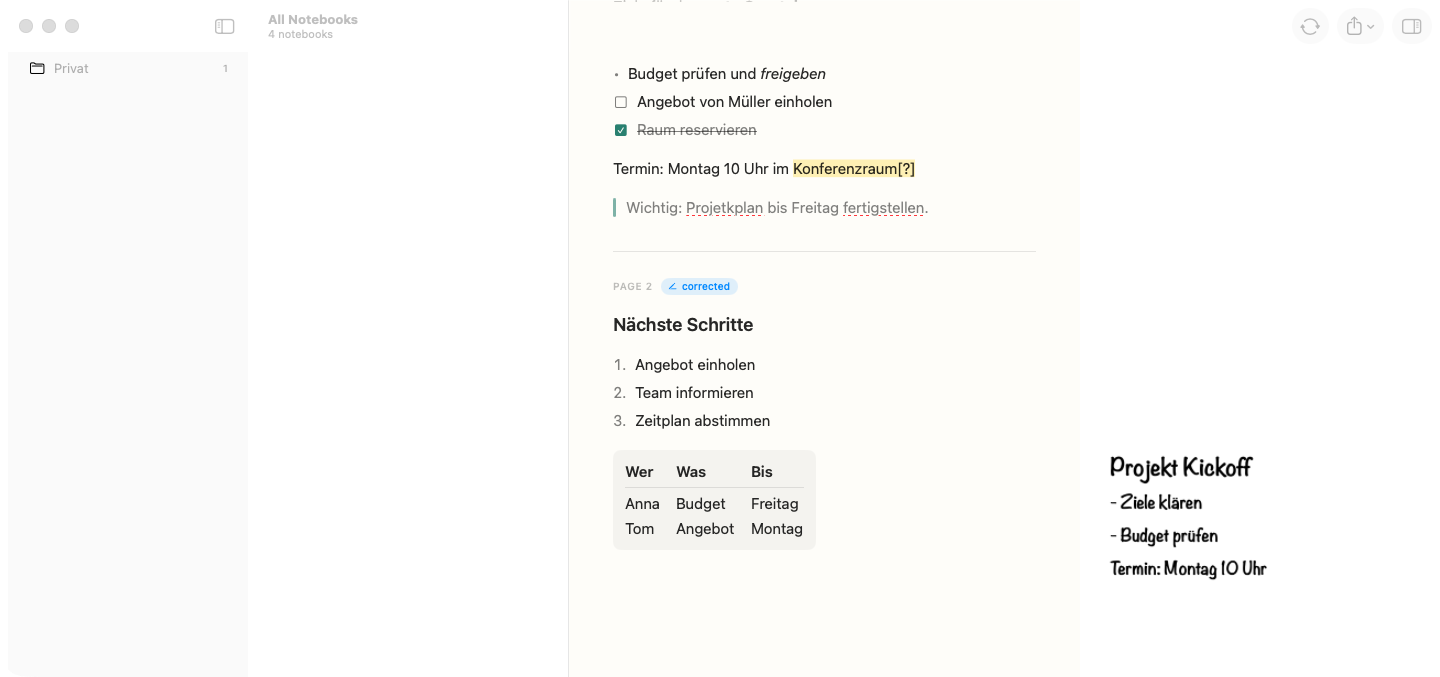 All Notebooks
4 notebooks
Privat 1
• Budget prüfen und freigeben
Angebot von Müller einholen
Raum reservieren
Termin: Montag 10 Uhr im Konferenzraum[?]
Wichtig: Projetkplan bis Freitag fertigstellen.
PAGE 2 corrected
Nächste Schritte
1. Angebot einholen
2. Team informieren
3. Zeitplan abstimmen
Wer Was Bis
Anna Budget Freitag
Tom Angebot Montag
Projekt Kickoff
- Ziele klären
- Budget prüfen
Termin: Montag 10 Uhr